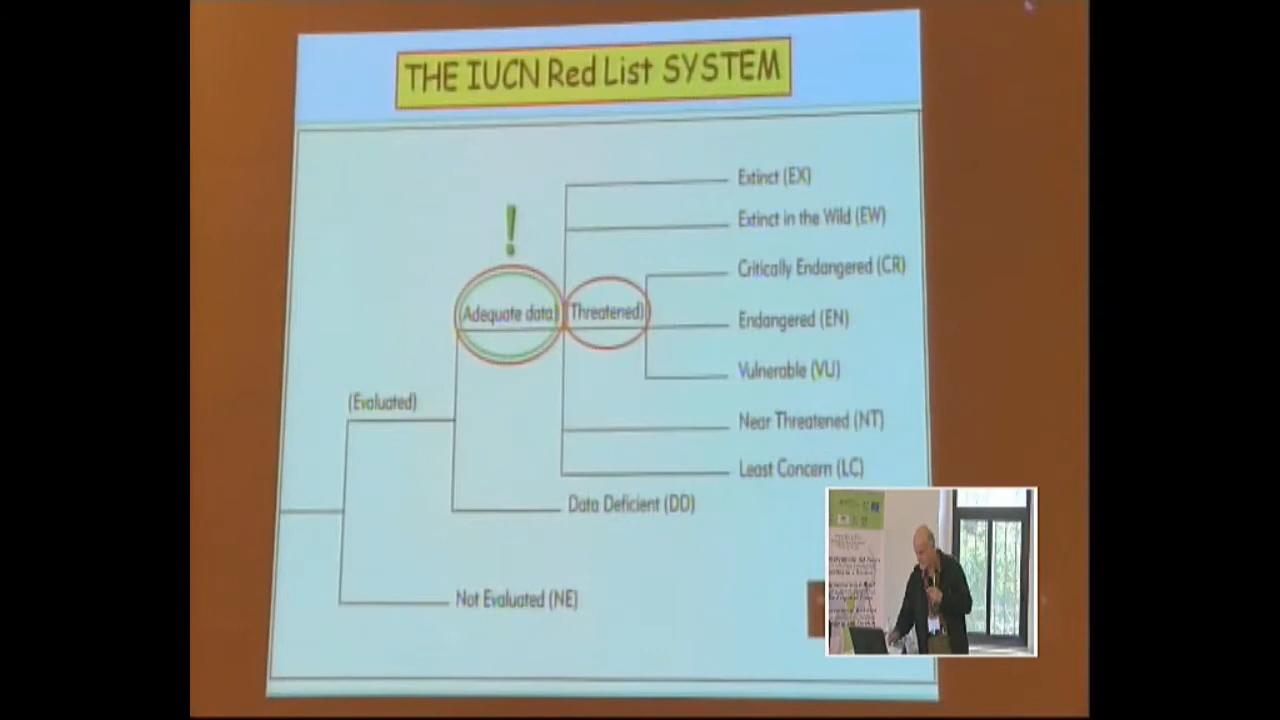 THE IUCN Red List SYSTEM
Extinct (EX)
!
Extinct in the Wild (EW)
Critically Endangered (CR)
(Adequate data)
(Threatened)
Endangered (EN)
Vulnerable (VU)
(Evaluated)
Near Threatened (NT)
Least Concern (LC)
Data Deficient (DD)
Not Evaluated (NE)